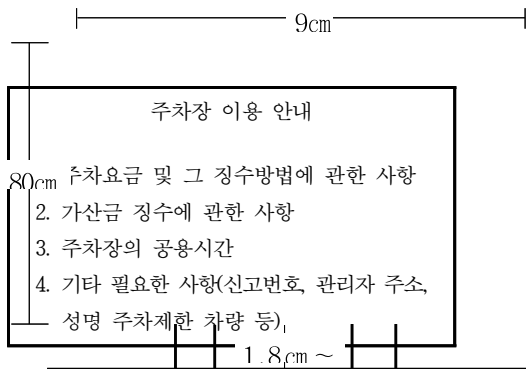 9cm
주차장 이용 안내
80cm
주차요금 및 그 징수방법에 관한 사항
2. 가산금 징수에 관한 사항
3. 주차장의 공용시간
4. 기타 필요한 사항(신고번호, 관리자 주소,
성명 주차제한 차량 등)
1.8cm ~